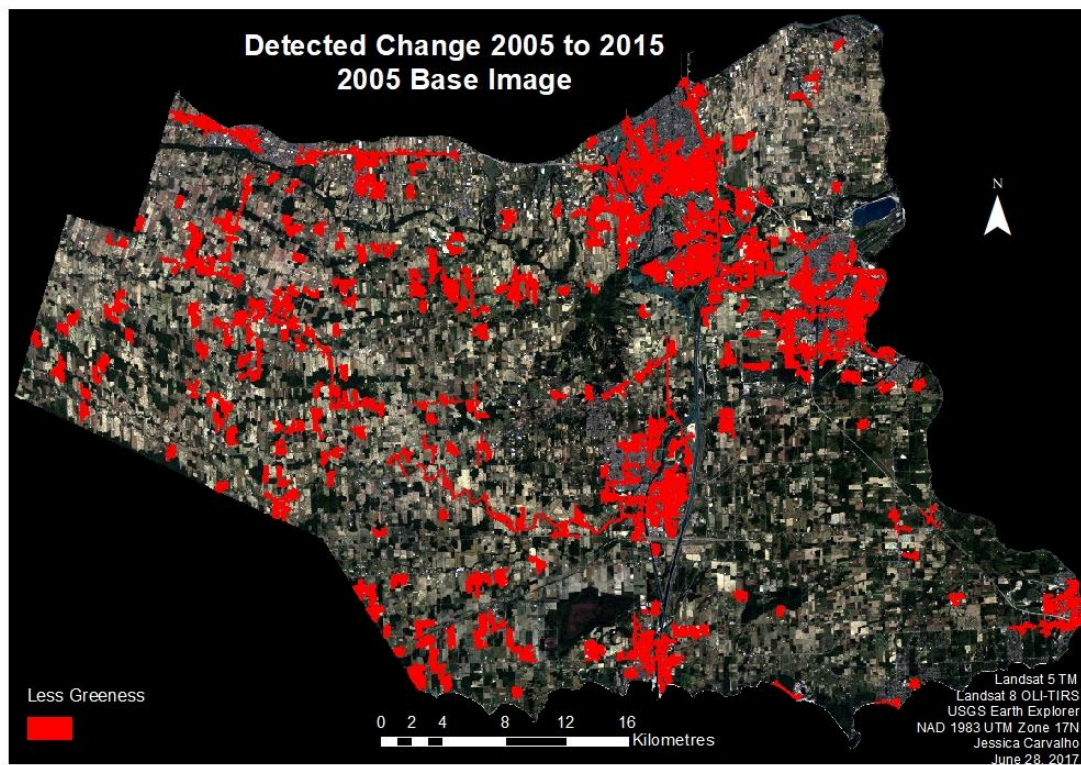 Detected Change 2005 to 2015
2005 Base Image
N
Less Greeness
0 2 4 8 12 16
Kilometres
Landsat 5 TM
Landsat 8 OLI-TIRS
USGS Earth Explorer
NAD 1983 UTM Zone 17N
Jessica Carvalho
June 28, 2017